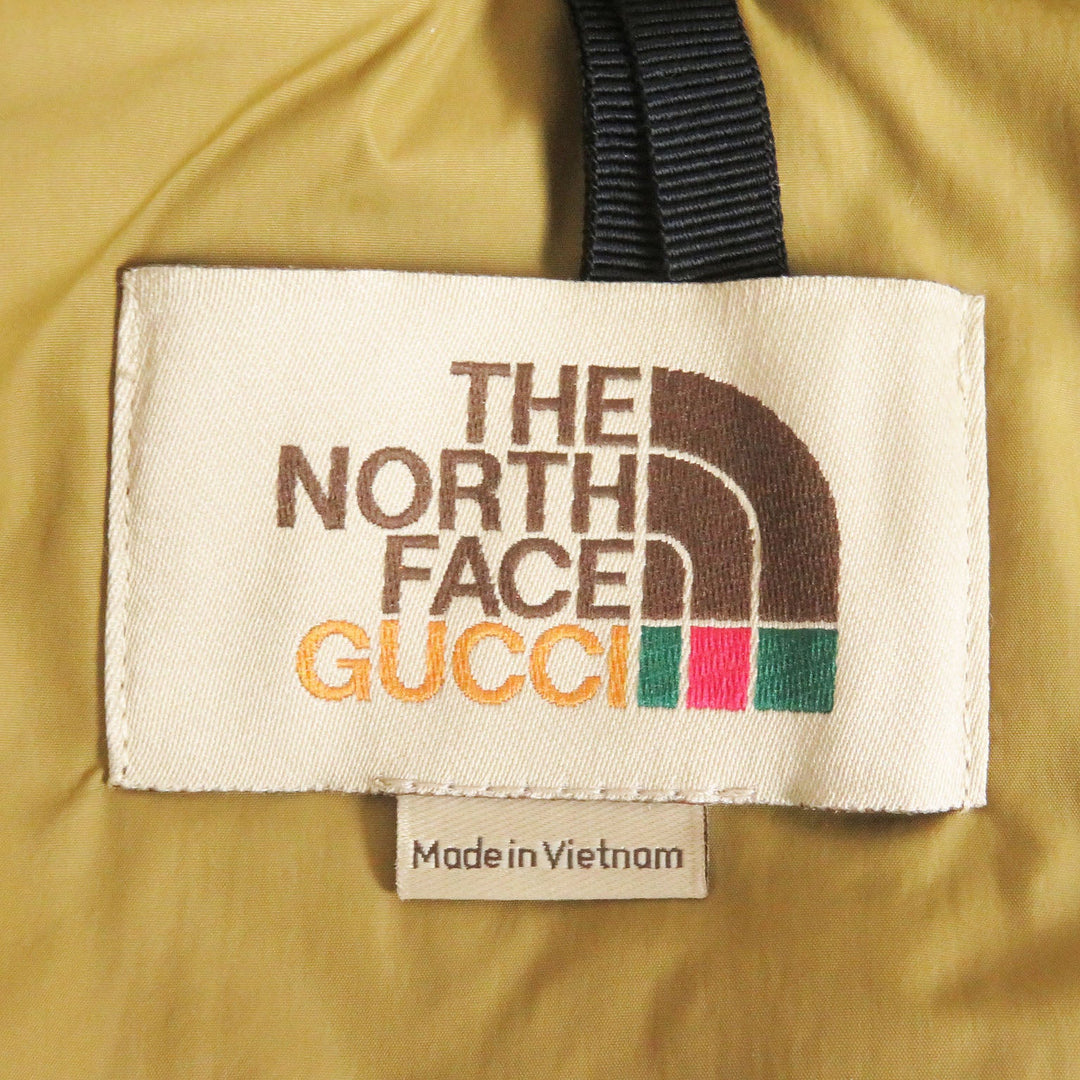 THE
NORTH
FACE
GUCCI
Made in Vietnam